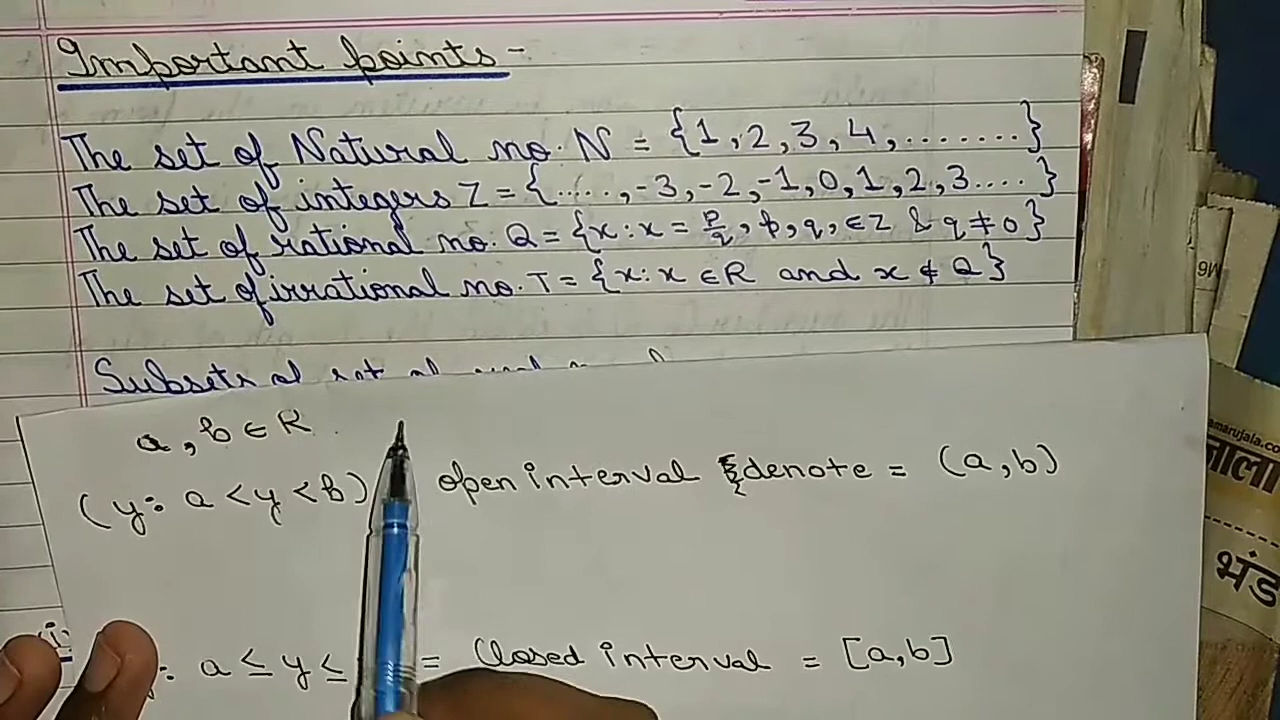 Important points -
The set of Natural no. N = {1, 2, 3, 4, ........}
The set of integers Z = {....., -3, -2, -1, 0, 1, 2, 3....}
The set of rational no. Q = {x : x = p/q, p, q, ∈ Z & q ≠ 0}
The set of irrational no. T = {x : x ∈ R and x ∉ Q}
a, b ∈ R
(y : a < y < b) open interval denote = (a, b)
: a ≤ y ≤ = Closed interval = [a, b]
amarujala.com